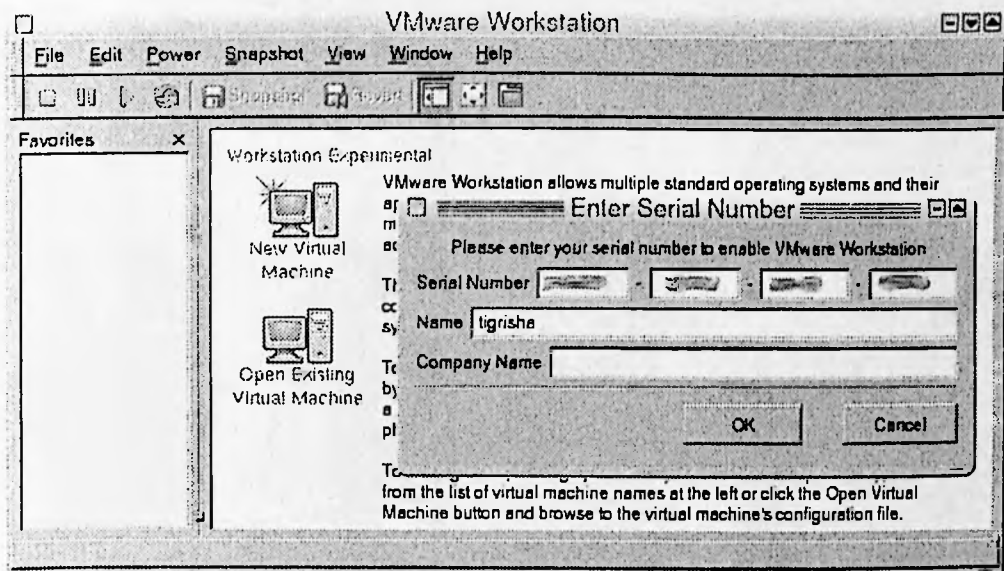 VMware Workstation
File Edit Power Snapshot View Window Help
Snapshot Revert
Favorites x
Workstation Experimental
New Virtual
Machine
Open Existing
Virtual Machine
VMware Workstation allows multiple standard operating systems and their
Enter Serial Number
Please enter your serial number to enable VMware Workstation
Serial Number - - -
Name tigrisha
Company Name
OK Cancel
from the list of virtual machine names at the left or click the Open Virtual
Machine button and browse to the virtual machine's configuration file.